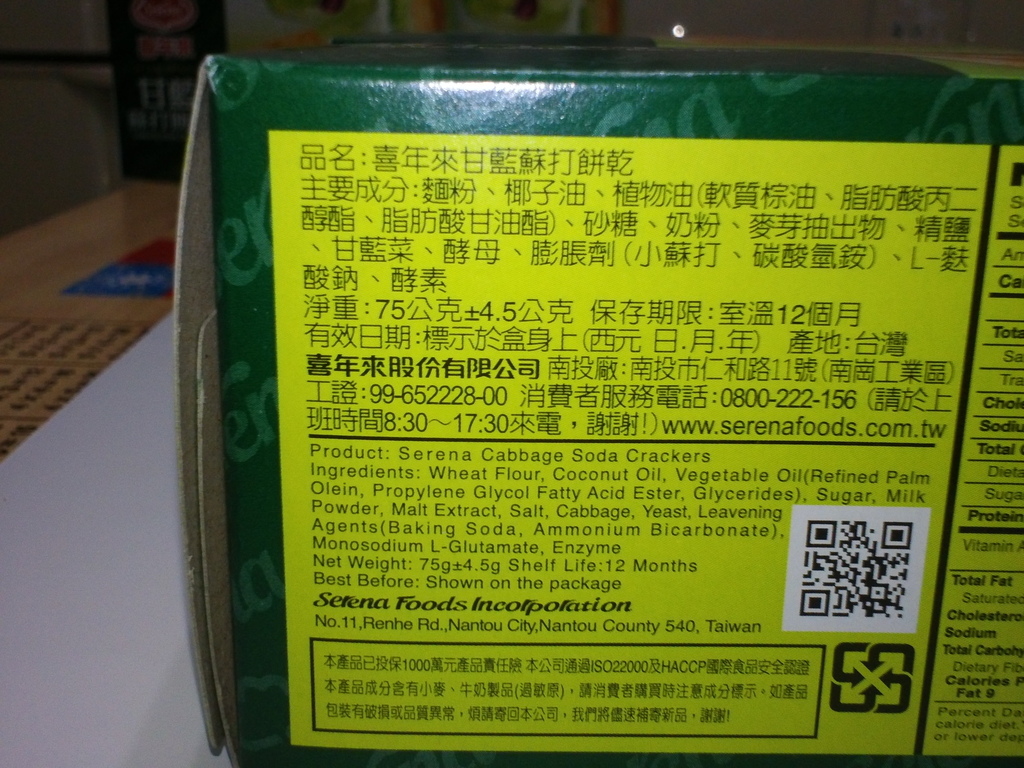 品名:喜年來甘藍蘇打餅乾
主要成分:麵粉、椰子油、植物油(軟質棕油、脂肪酸丙二
醇酯、脂肪酸甘油酯)、砂糖、奶粉、麥芽抽出物、精鹽
、甘藍菜、酵母、膨脹劑(小蘇打、碳酸氫銨)、L-麩
酸鈉、酵素
淨重:75公克±4.5公克 保存期限:室溫12個月
有效日期:標示於盒身上(西元 日.月.年) 產地:台灣
喜年來股份有限公司 南投廠:南投市仁和路11號(南崗工業區)
工證:99-652228-00 消費者服務電話:0800-222-156 (請於上
班時間8:30～17:30來電，謝謝!)www.serenafoods.com.tw
Product: Serena Cabbage Soda Crackers
Ingredients: Wheat Flour, Coconut Oil, Vegetable Oil(Refined Palm
Olein, Propylene Glycol Fatty Acid Ester, Glycerides), Sugar, Milk
Powder, Malt Extract, Salt, Cabbage, Yeast, Leavening
Agents(Baking Soda, Ammonium Bicarbonate),
Monosodium L-Glutamate, Enzyme
Net Weight: 75g±4.5g Shelf Life:12 Months
Best Before: Shown on the package
Serena Foods Incorporation
No.11,Renhe Rd.,Nantou City,Nantou County 540, Taiwan
本產品已投保1000萬元產品責任險 本公司通過ISO22000及HACCP國際食品安全認證
本產品成分含有小麥、牛奶製品(過敏原)，請消費者購買時注意成分標示。如產品
包裝有破損或品質異常，煩請寄回本公司，我們將儘速補寄新品，謝謝!
Total
Sodiu
Total
Protein
Vitamin
Total Fat
Saturated
Sodium
Total
Dietary
Calories
Fat 9
Percent
calorie diet.
or lower
甘藍